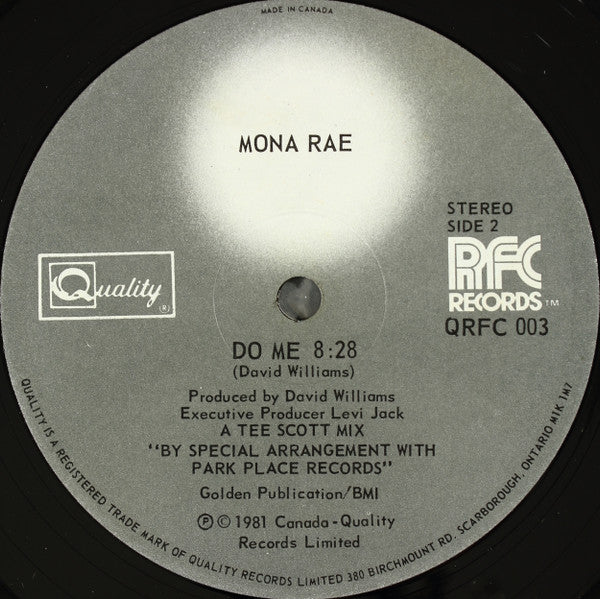 MADE IN CANADA
MONA RAE
STEREO
SIDE 2
RFC
RECORDS TM
QRFC 003
Quality ®
DO ME 8:28
(David Williams)
Produced by David Williams
Executive Producer Levi Jack
A TEE SCOTT MIX
"BY SPECIAL ARRANGEMENT WITH
PARK PLACE RECORDS"
Golden Publication/BMI
℗ © 1981 Canada-Quality
Records Limited
QUALITY IS A REGISTERED TRADE MARK OF QUALITY RECORDS LIMITED 380 BIRCHMOUNT RD. SCARBOROUGH, ONTARIO M1K 1M7